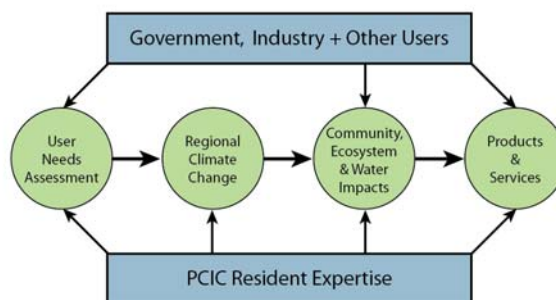 Government, Industry + Other Users
User
Needs
Assessment
Regional
Climate
Change
Community,
Ecosystem
& Water
Impacts
Products
&
Services
PCIC Resident Expertise